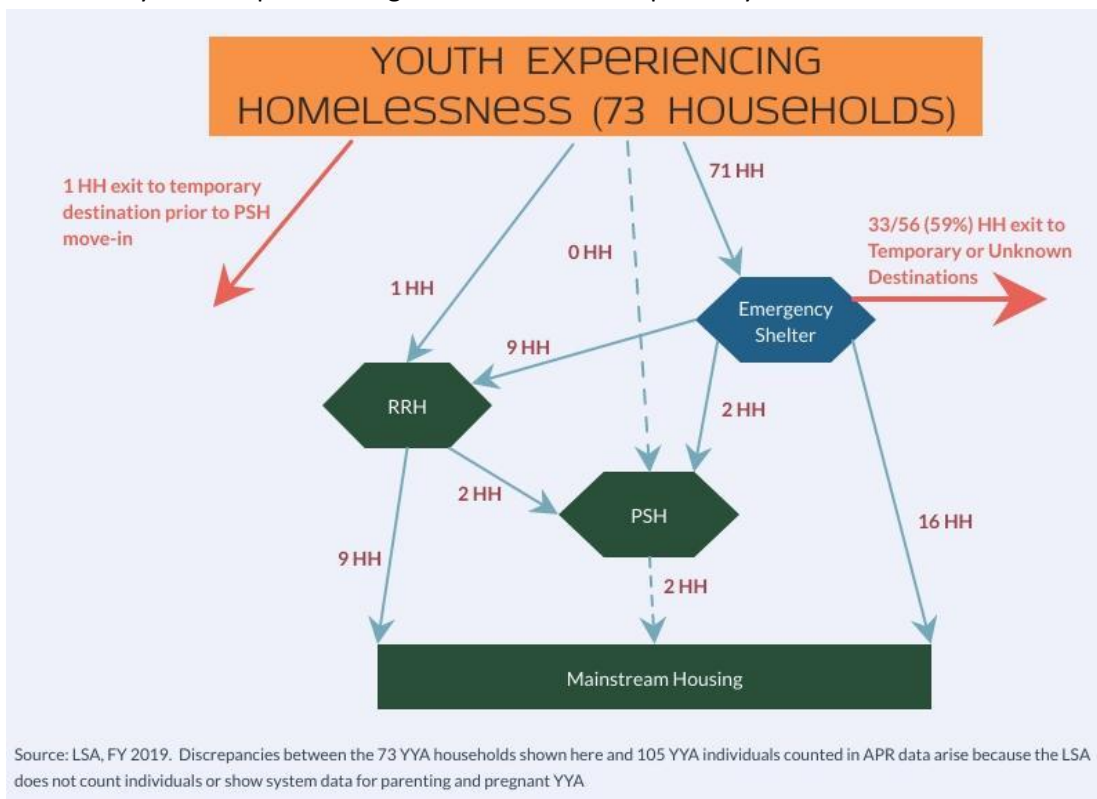 YOUTH EXPERIENCING
HOMELESSNESS (73 HOUSEHOLDS)
1 HH exit to temporary
destination prior to PSH
move-in
71 HH
33/56 (59%) HH exit to
Temporary or Unknown
Destinations
0 HH
1 HH
Emergency
Shelter
9 HH
RRH
2 HH
2 HH
PSH
16 HH
9 HH
2 HH
Mainstream Housing
Source: LSA, FY 2019. Discrepancies between the 73 YYA households shown here and 105 YYA individuals counted in APR data arise because the LSA
does not count individuals or show system data for parenting and pregnant YYA